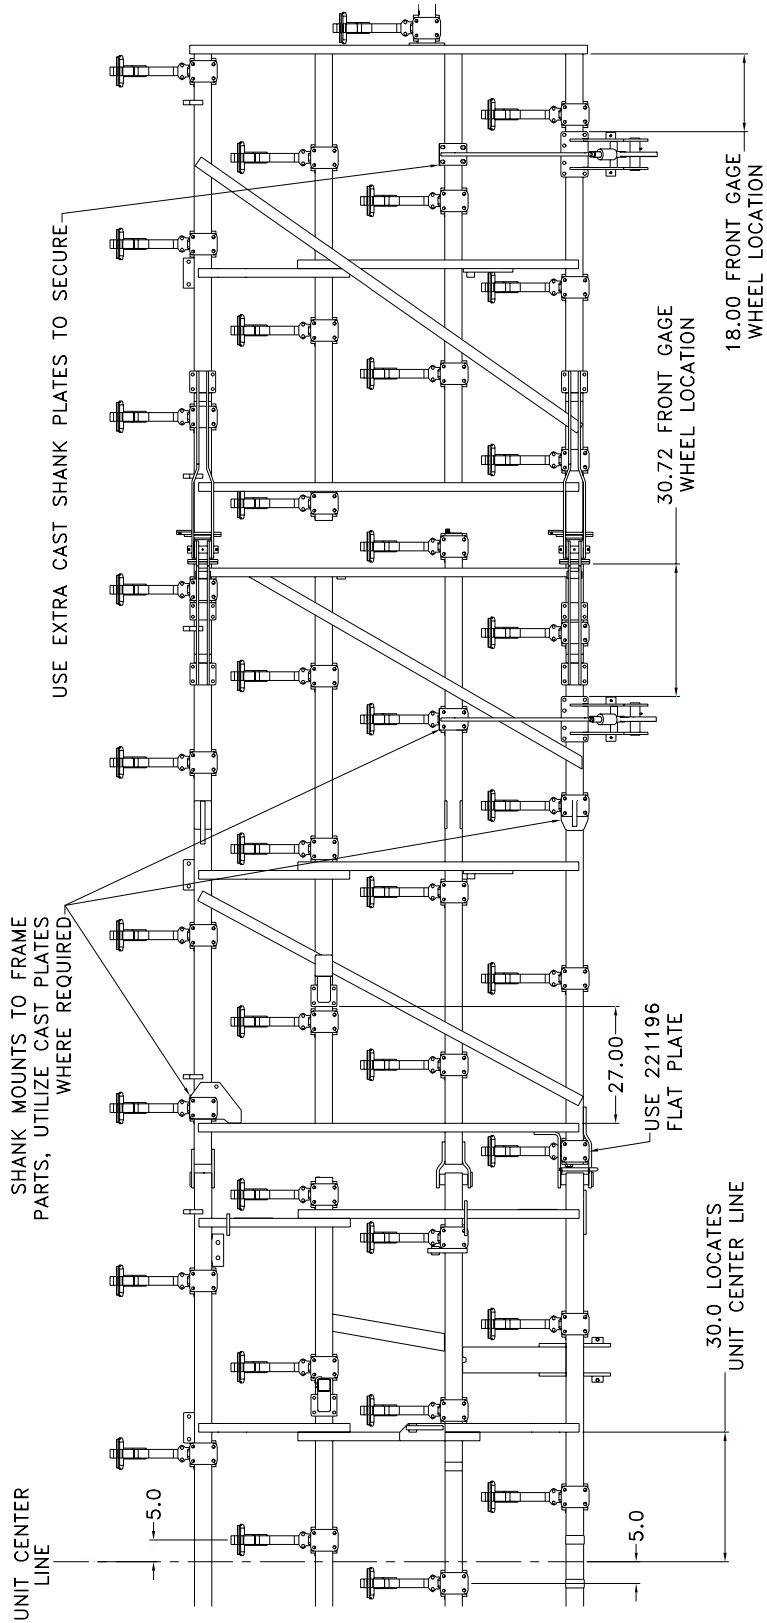 USE EXTRA CAST SHANK PLATES TO SECURE
18.00 FRONT GAGE
WHEEL LOCATION
30.72 FRONT GAGE
WHEEL LOCATION
SHANK MOUNTS TO FRAME
PARTS, UTILIZE CAST PLATES
WHERE REQUIRED
27.00
USE 221196
FLAT PLATE
30.0 LOCATES
UNIT CENTER LINE
UNIT CENTER
LINE
5.0
5.0